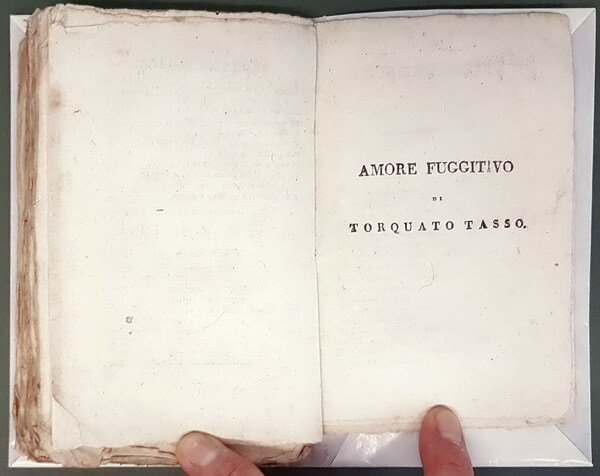 AMORE FUGGITIVO
DI
TORQUATO TASSO.